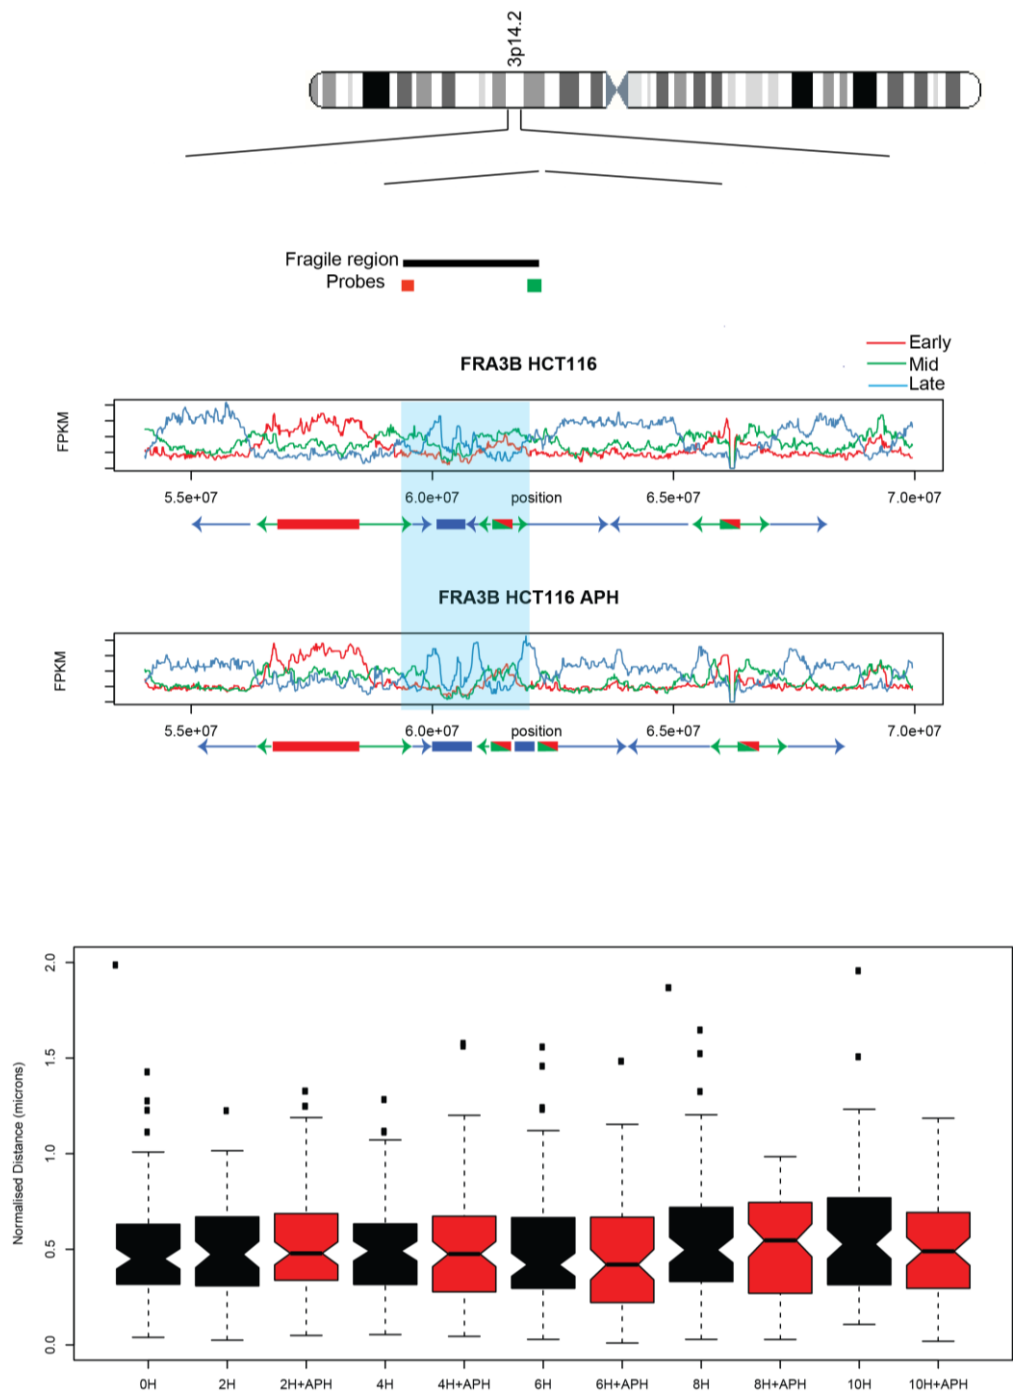 3p14.2
Fragile region
Probes
Early
Mid
Late
FRA3B HCT116
FPKM
5.5e+07 6.0e+07 position 6.5e+07 7.0e+07
FRA3B HCT116 APH
FPKM
5.5e+07 6.0e+07 position 6.5e+07 7.0e+07
Normalised Distance (microns)
2.0
1.5
1.0
0.5
0.0
0H 2H 2H+APH 4H 4H+APH 6H 6H+APH 8H 8H+APH 10H 10H+APH